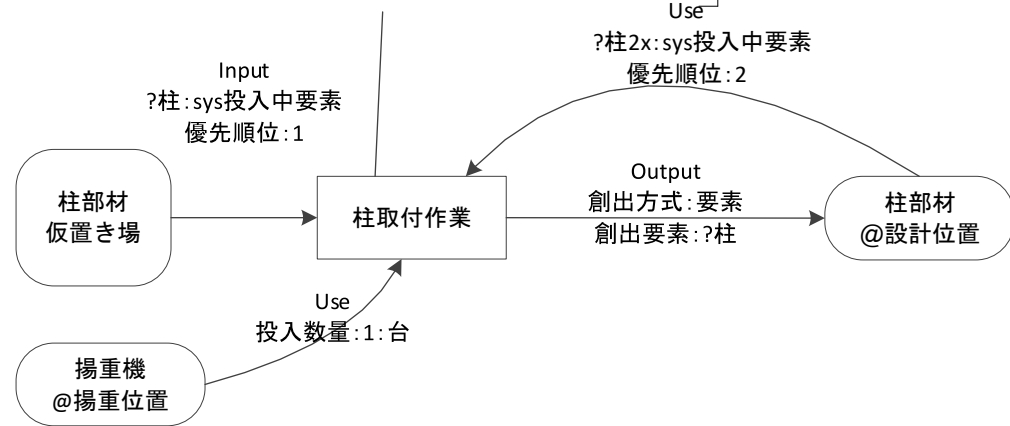 Use
?柱2x:sys投入中要素
優先順位:2
Input
?柱:sys投入中要素
優先順位:1
柱部材
仮置き場
柱取付作業
Output
創出方式:要素
創出要素:?柱
柱部材
@設計位置
Use
投入数量:1:台
揚重機
@揚重位置